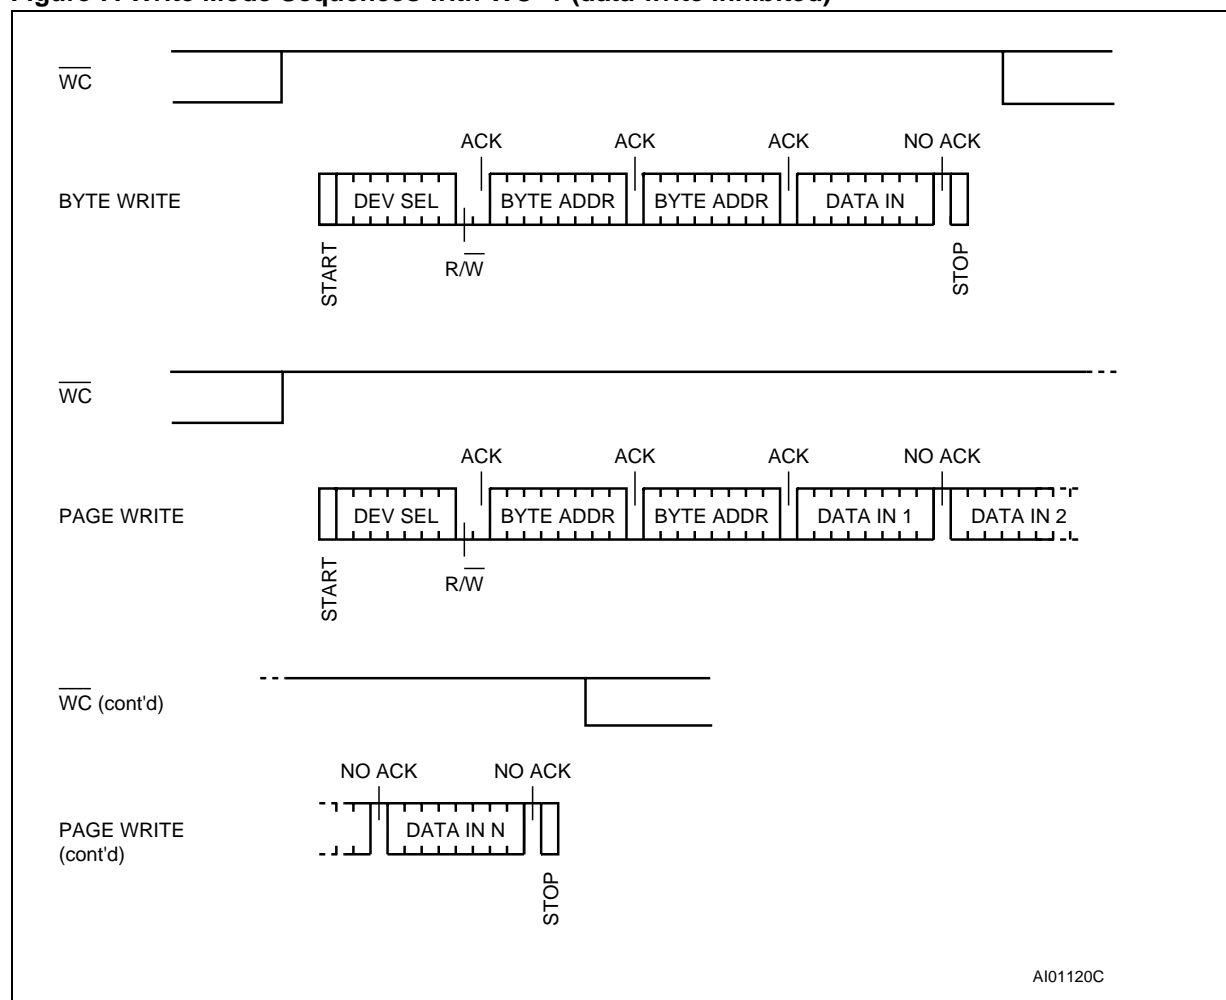 Figure Write Mode Sequences with WC=1 (data write inhibited)
WC
ACK ACK ACK NO ACK
BYTE WRITE DEV SEL BYTE ADDR BYTE ADDR DATA IN
R/W
START
STOP
WC
ACK ACK ACK NO ACK
PAGE WRITE DEV SEL BYTE ADDR BYTE ADDR DATA IN 1 DATA IN 2
R/W
START
WC (cont'd)
NO ACK NO ACK
PAGE WRITE DATA IN N
(cont'd)
STOP
AI01120C